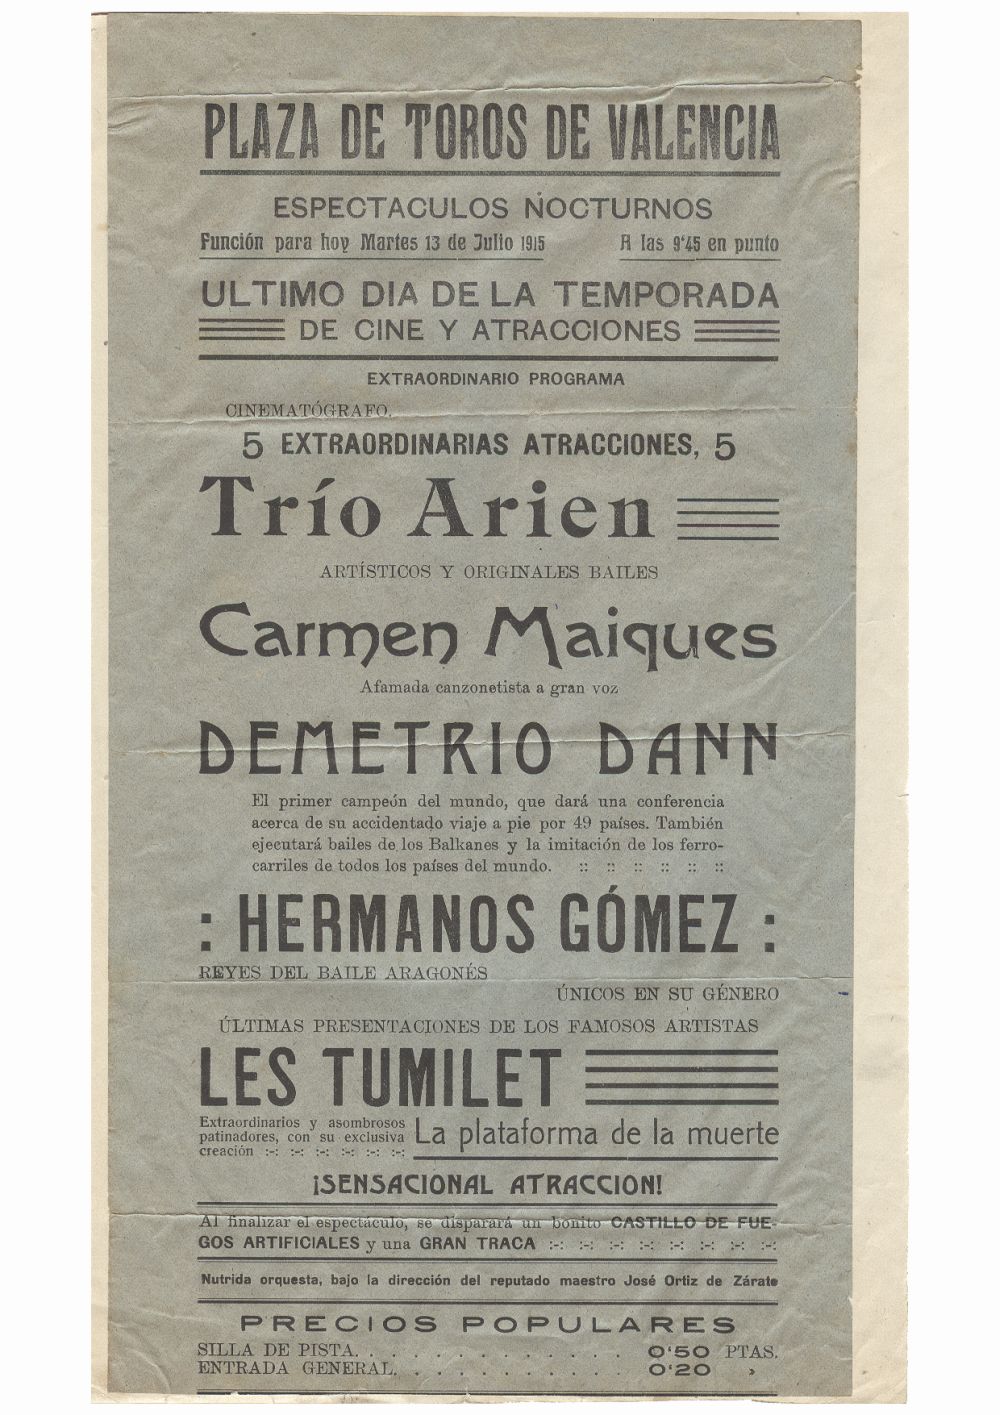 PLAZA DE TOROS DE VALENCIA
ESPECTACULOS NOCTURNOS
Función para hoy Martes 13 de Julio 1915 A las 9'45 en punto
ULTIMO DIA DE LA TEMPORADA
DE CINE Y ATRACCIONES
EXTRAORDINARIO PROGRAMA
CINEMATÓGRAFO.
5 EXTRAORDINARIAS ATRACCIONES, 5
Trío Arien
ARTÍSTICOS Y ORIGINALES BAILES
Carmen Maiques
Afamada canzonetista a gran voz
DEMETRIO DANN
El primer campeón del mundo, que dará una conferencia
acerca de su accidentado viaje a pie por 49 países. También
ejecutará bailes de los Balkanes y la imitación de los ferro-
carriles de todos los países del mundo. :: :: :: :: :: ::
: HERMANOS GÓMEZ :
REYES DEL BAILE ARAGONÉS
ÚNICOS EN SU GÉNERO
ÚLTIMAS PRESENTACIONES DE LOS FAMOSOS ARTISTAS
LES TUMILET
Extraordinarios y asombrosos
patinadores, con su exclusiva
creación :-: :-: :-: :-: :-: :-:
La plataforma de la muerte
¡SENSACIONAL ATRACCION!
Al finalizar el espectáculo, se disparará un bonito CASTILLO DE FUE-
GOS ARTIFICIALES y una GRAN TRACA :-: :-: :-: :-: :-: :-: :-: :-:
Nutrida orquesta, bajo la dirección del reputado maestro José Ortiz de Zárate
PRECIOS POPULARES
SILLA DE PISTA. . . . . . . . . . . . 0'50 PTAS.
ENTRADA GENERAL. . . . . . . . . . . 0'20 »